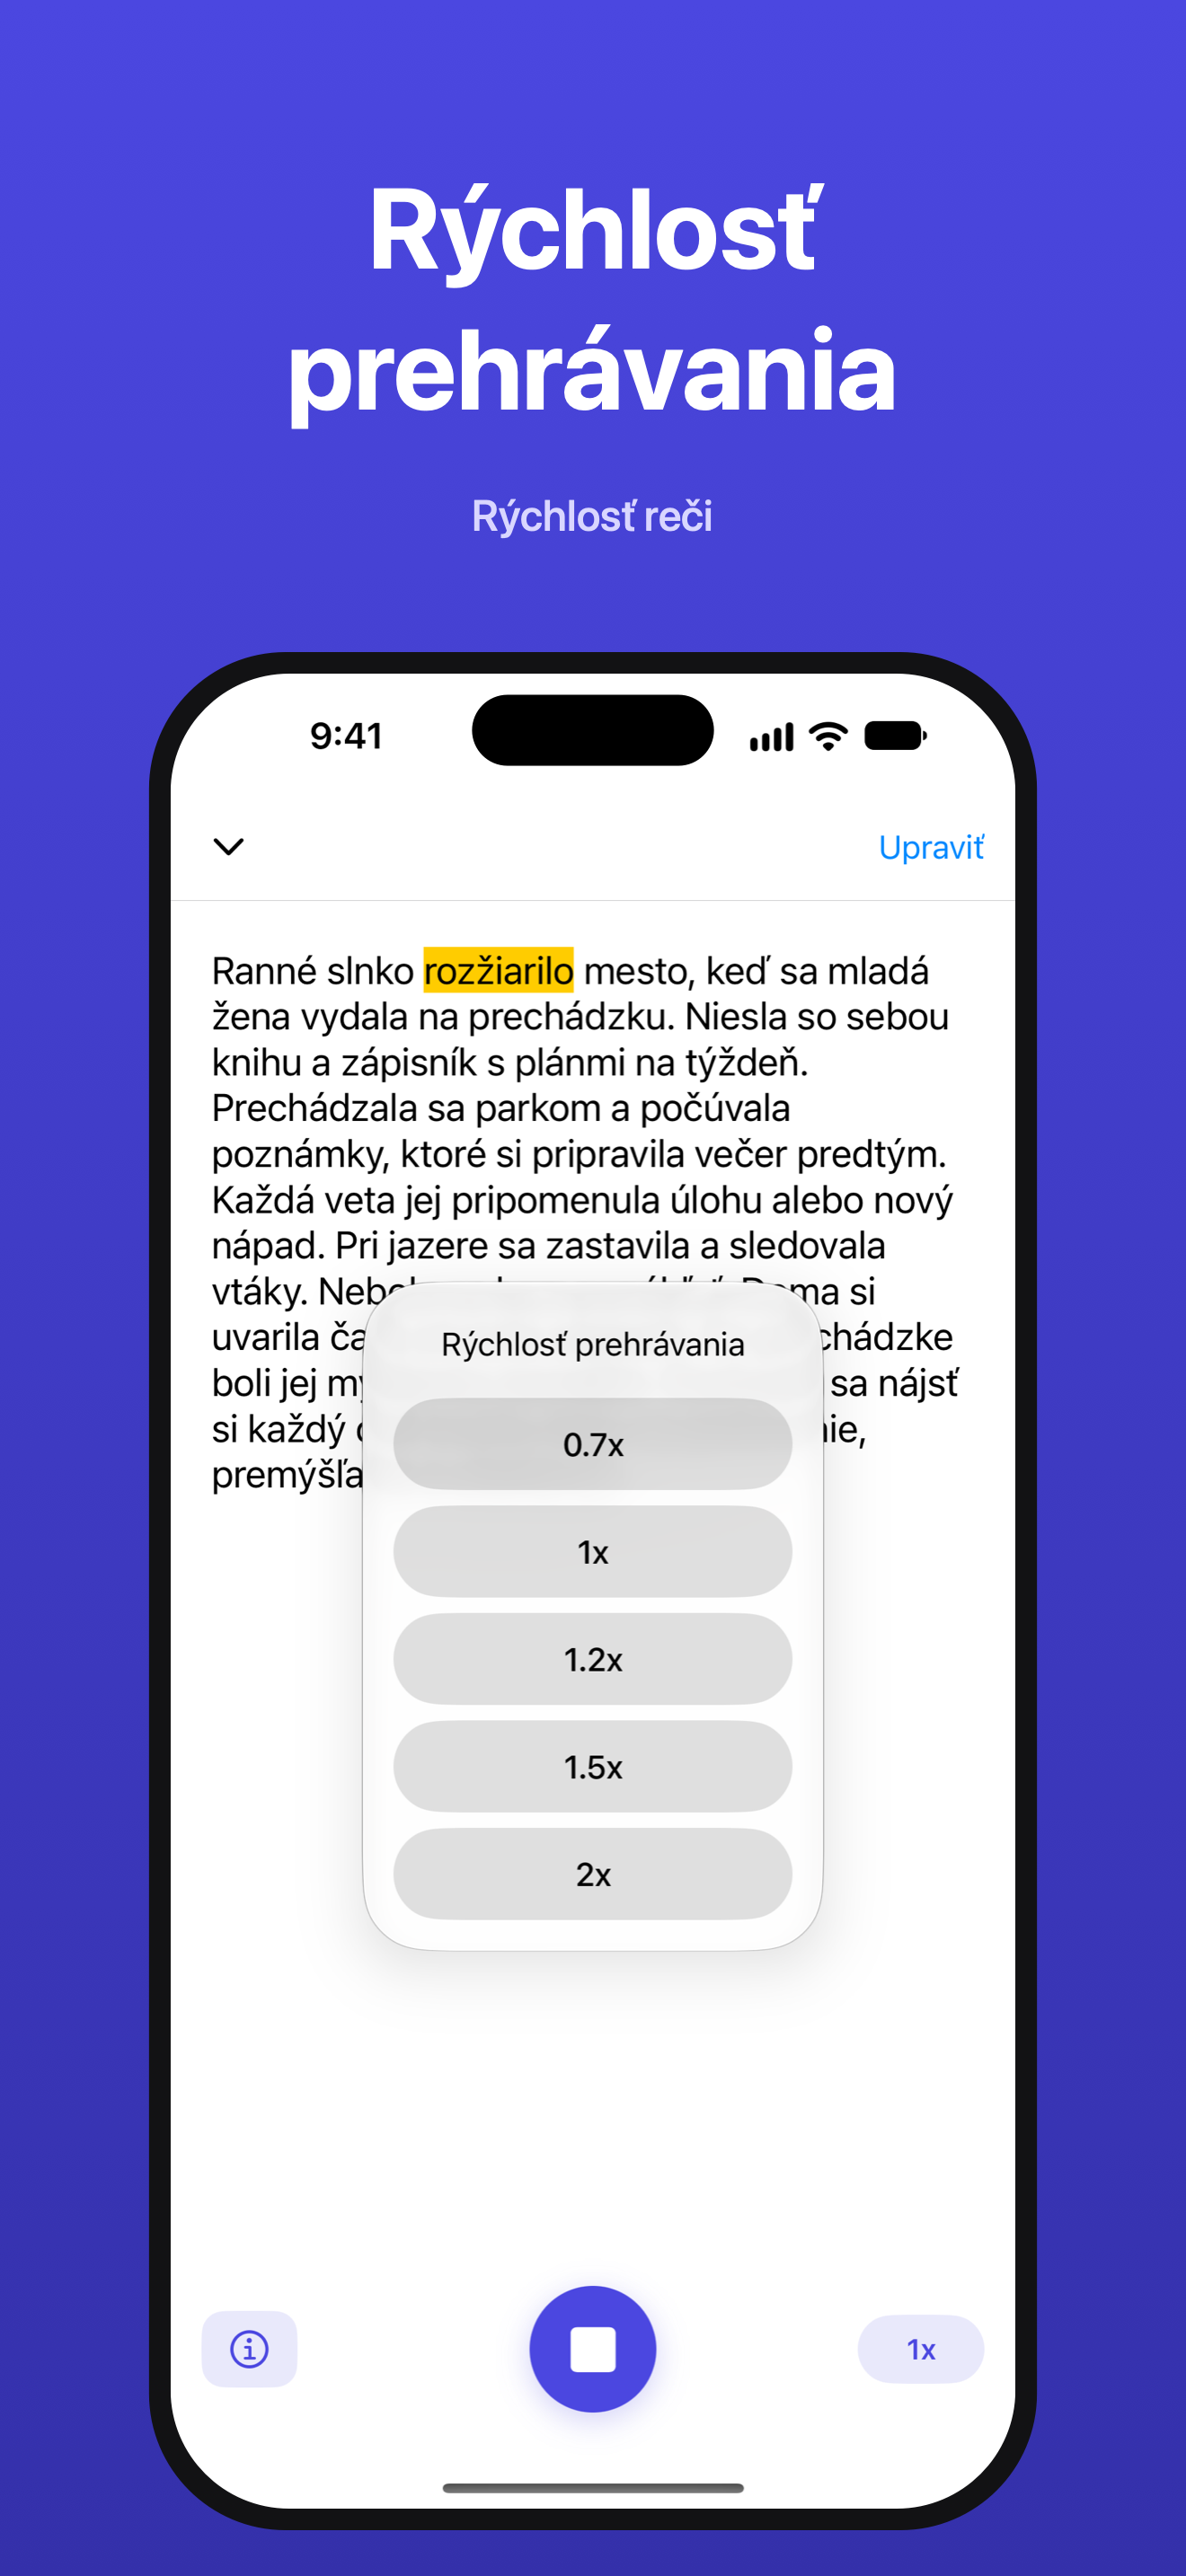 Rýchlosť
prehrávania
Rýchlosť reči
9:41
Upraviť
Ranné slnko rozžiarilo mesto, keď sa mladá
žena vydala na prechádzku. Niesla so sebou
knihu a zápisník s plánmi na týždeň.
Prechádzala sa parkom a počúvala
poznámky, ktoré si pripravila večer predtým.
Každá veta jej pripomenula úlohu alebo nový
nápad. Pri jazere sa zastavila a sledovala
vtáky. si
uvarila
boli jej sa nájsť
si každý
Rýchlosť prehrávania
0.7x
1x
1.2x
1.5x
2x
1x